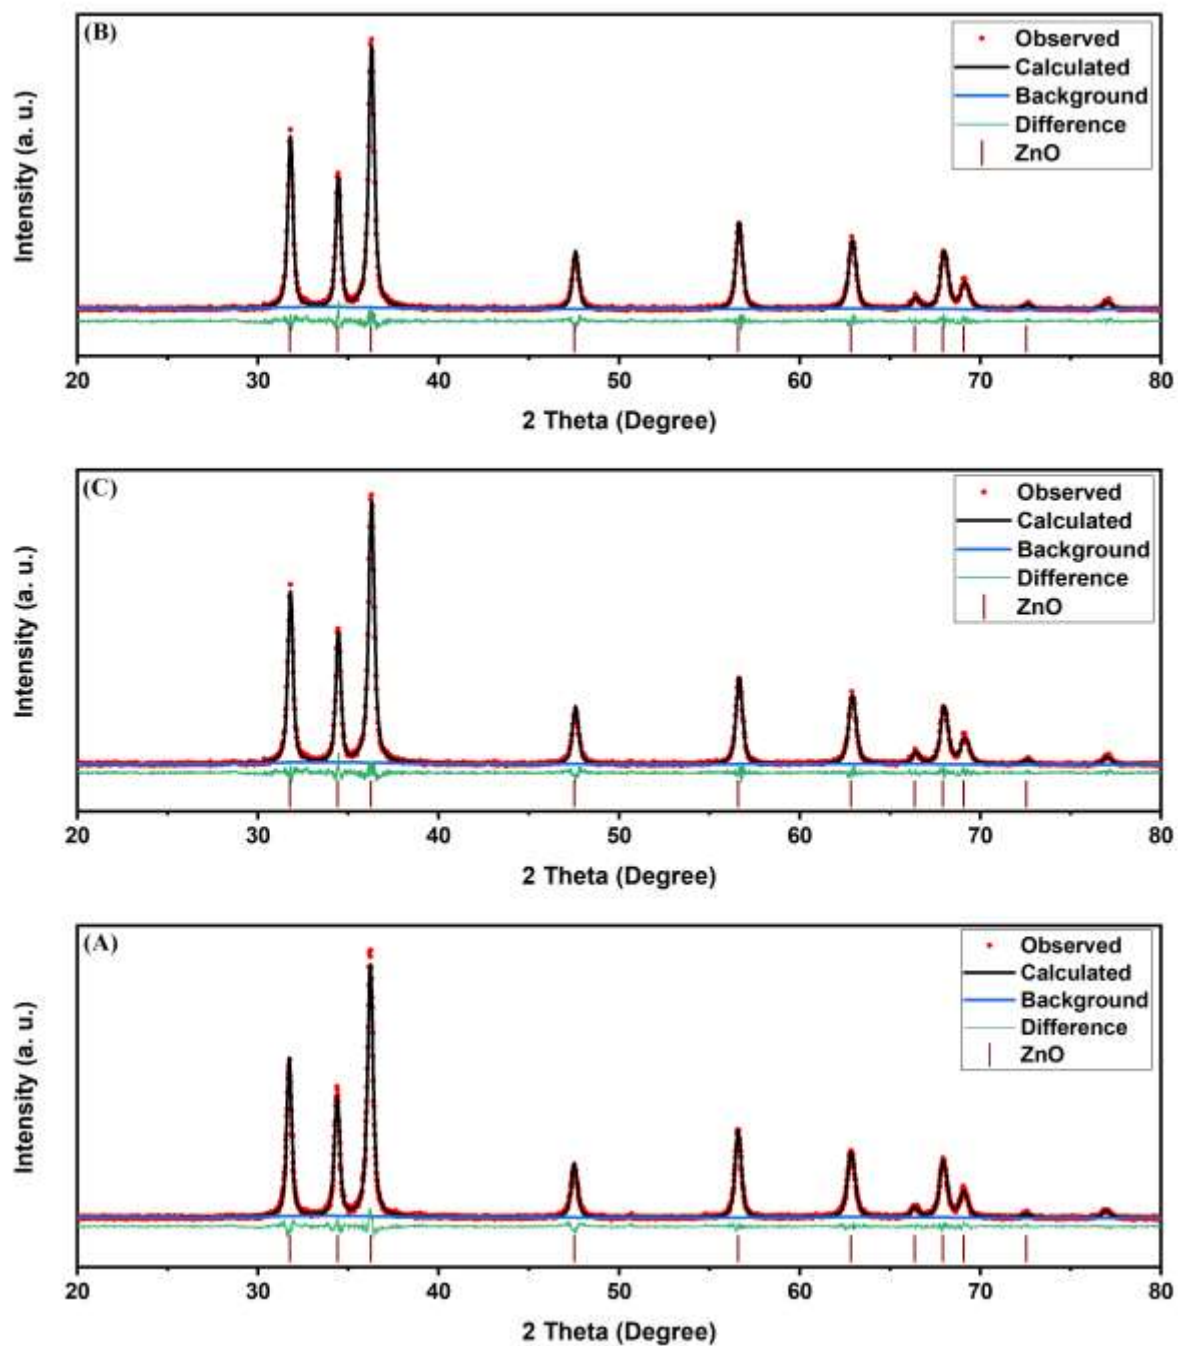 (B)
Observed
Calculated
Background
Difference
ZnO
Intensity (a. u.)
20 30 40 50 60 70 80
2 Theta (Degree)
(C)
Observed
Calculated
Background
Difference
ZnO
Intensity (a. u.)
20 30 40 50 60 70 80
2 Theta (Degree)
(A)
Observed
Calculated
Background
Difference
ZnO
Intensity (a. u.)
20 30 40 50 60 70 80
2 Theta (Degree)